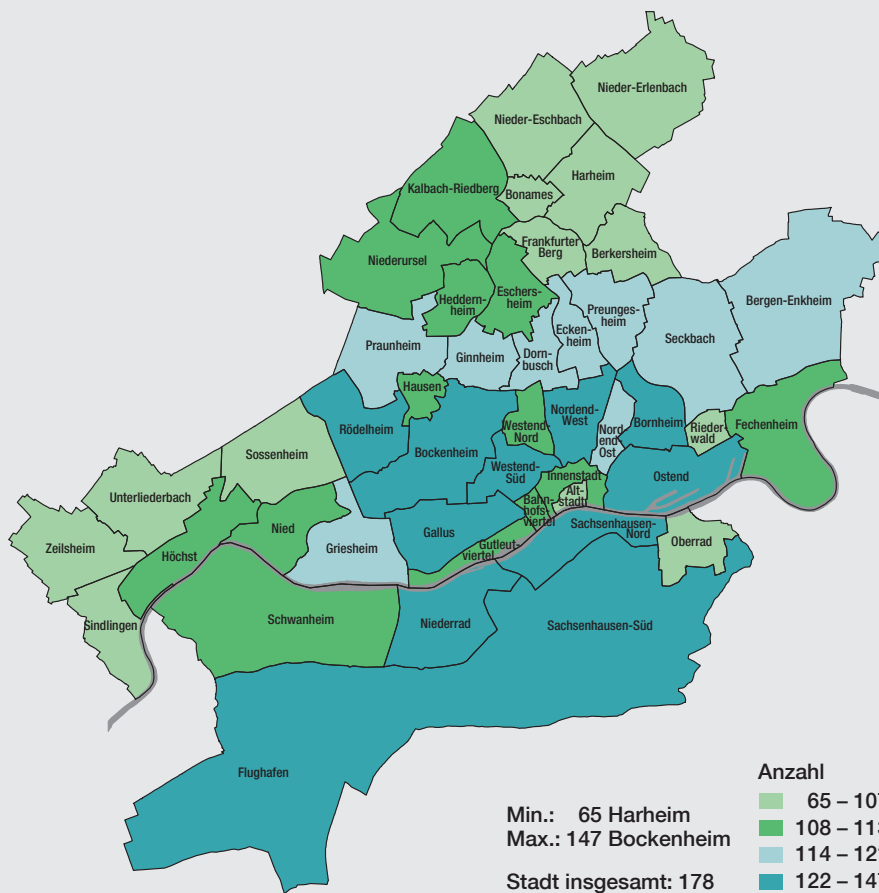 Nieder-Erlenbach
Nieder-Eschbach
Harheim
Kalbach-Riedberg
Bonames
Frankfurter
Berg
Berkersheim
Niederursel
Heddern-
heim
Eschers-
heim
Preunges-
heim
Bergen-Enkheim
Ecken-
heim
Seckbach
Praunheim
Ginnheim
Dorn-
busch
Hausen
Rödelheim
Westend-
Nord
Nordend-
West
Nord
end
Ost
Bornheim
Rieder-
wald
Fechenheim
Sossenheim
Bockenheim
Westend-
Süd
Innenstadt
Alt-
stadt
Ostend
Unterliederbach
Bahn-
hofs-
viertel
Zeilsheim
Höchst
Nied
Griesheim
Gallus
Gutleut-
viertel
Sachsenhausen-
Nord
Oberrad
Sindlingen
Schwanheim
Niederrad
Sachsenhausen-Süd
Flughafen
Min.: 65 Harheim
Max.: 147 Bockenheim
Stadt insgesamt: 178
Anzahl
65 –
108 –
114 –
122 –